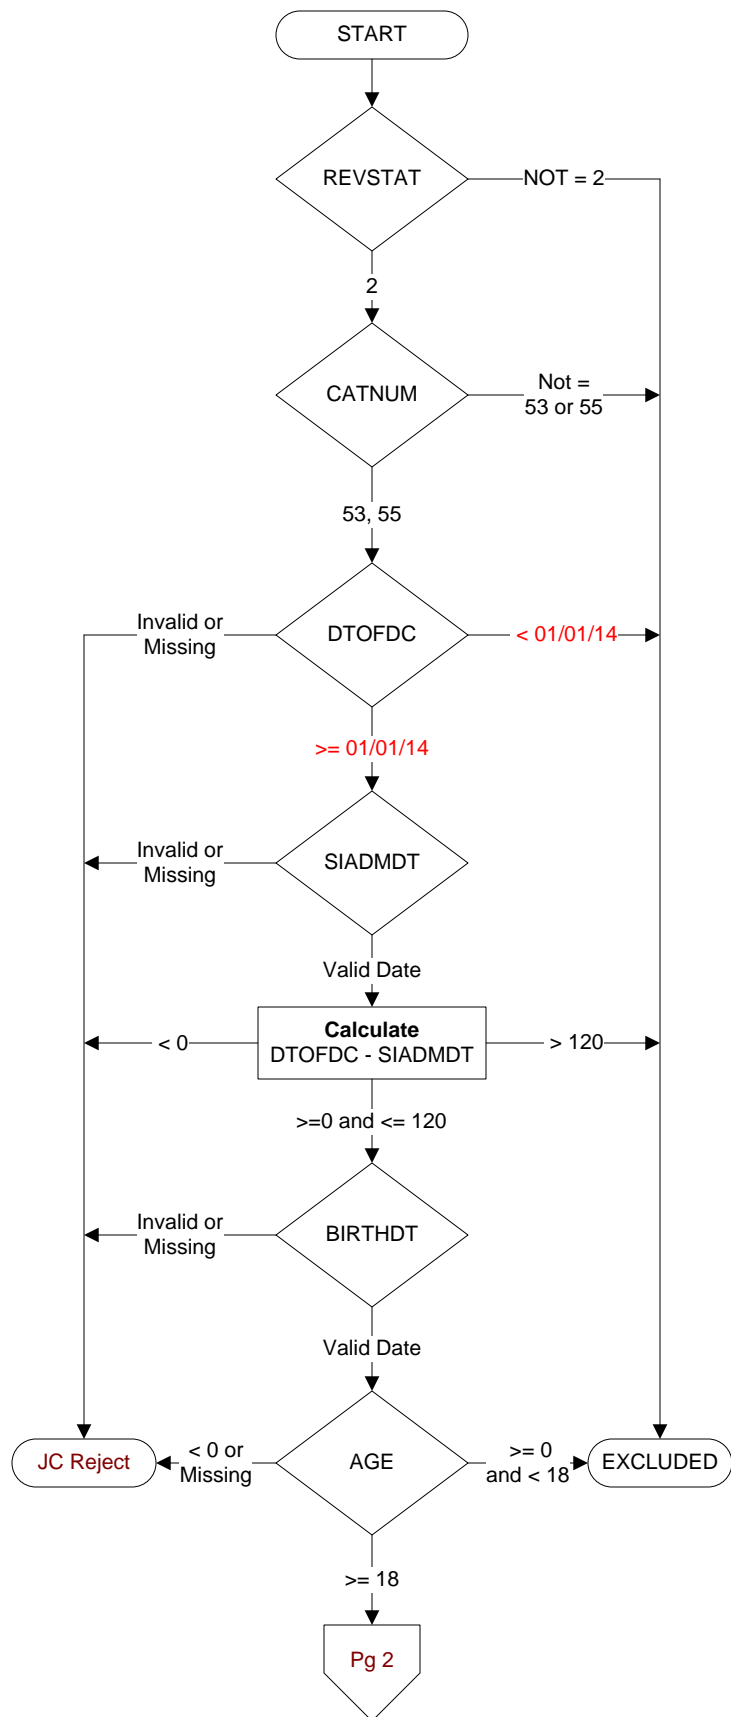 START
REVSTAT
NOT = 2
2
CATNUM
Not =
53 or 55
53, 55
Invalid or
Missing
DTOFDC
< 01/01/14
>= 01/01/14
Invalid or
Missing
SIADMDT
Valid Date
< 0
Calculate
DTOFDC - SIADMDT
> 120
>=0 and <= 120
Invalid or
Missing
BIRTHDT
Valid Date
JC Reject
< 0 or
Missing
AGE
>= 0
and < 18
EXCLUDED
>= 18
Pg 2